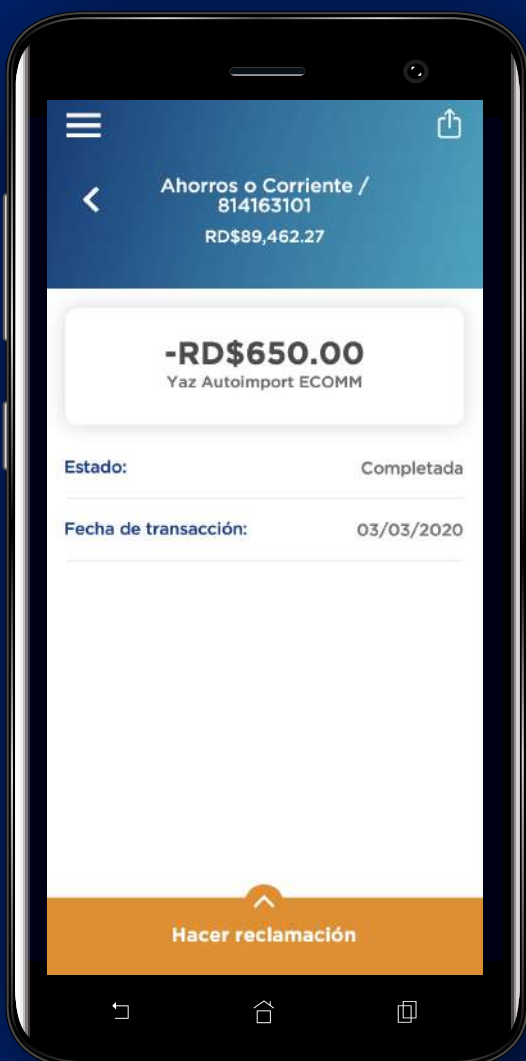 Ahorros o Corriente /
814163101
RD$89,462.27
-RD$650.00
Yaz Autoimport ECOMM
Estado: Completada
Fecha de transacción: 03/03/2020
Hacer reclamación